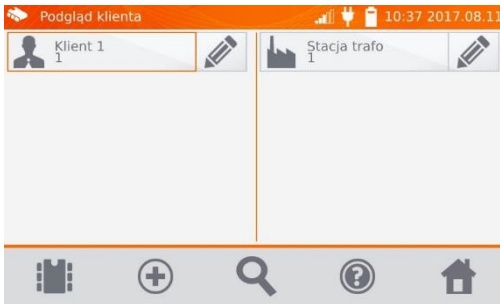 Podgląd klienta
10:37 2017.08.11
Klient 1
1
Stacja trafo
1